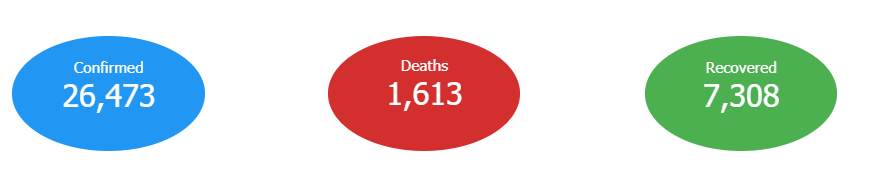 Confirmed
26,473
Deaths
1,613
Recovered
7,308